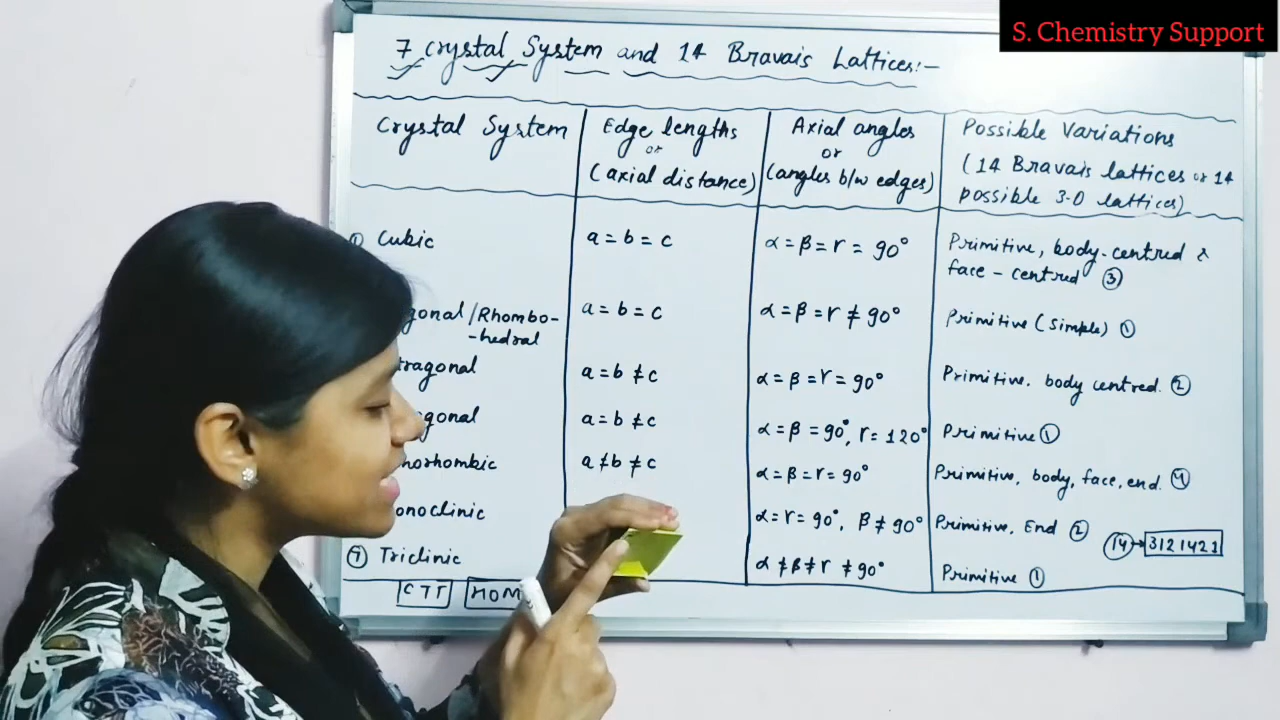 S. Chemistry Support
7 Crystal System and 14 Bravais Lattices:-
Crystal System
Edge lengths
or
(axial distance)
Axial angles
or
(angles b/w edges)
Possible Variations
(14 Bravais lattices or 14
possible 3-D lattices)
① Cubic
a = b = c
α = β = r = 90°
Primitive, body-centred &
face-centred ③
gonal / Rhombo-
-hedral
a = b = c
α = β = r ≠ 90°
Primitive (simple) ①
tragonal
a = b ≠ c
α = β = r = 90°
Primitive. body centred. ②
gonal
a = b ≠ c
α = β = 90°, r = 120°
Primitive ①
horhombic
a ≠ b ≠ c
α = β = r = 90°
Primitive, body, face, end. ④
onoclinic
α = r = 90°, β ≠ 90°
Primitive, End ②
⑭→ 3121421
⑦ Triclinic
α ≠ β ≠ r ≠ 90°
Primitive ①
CTT HOM